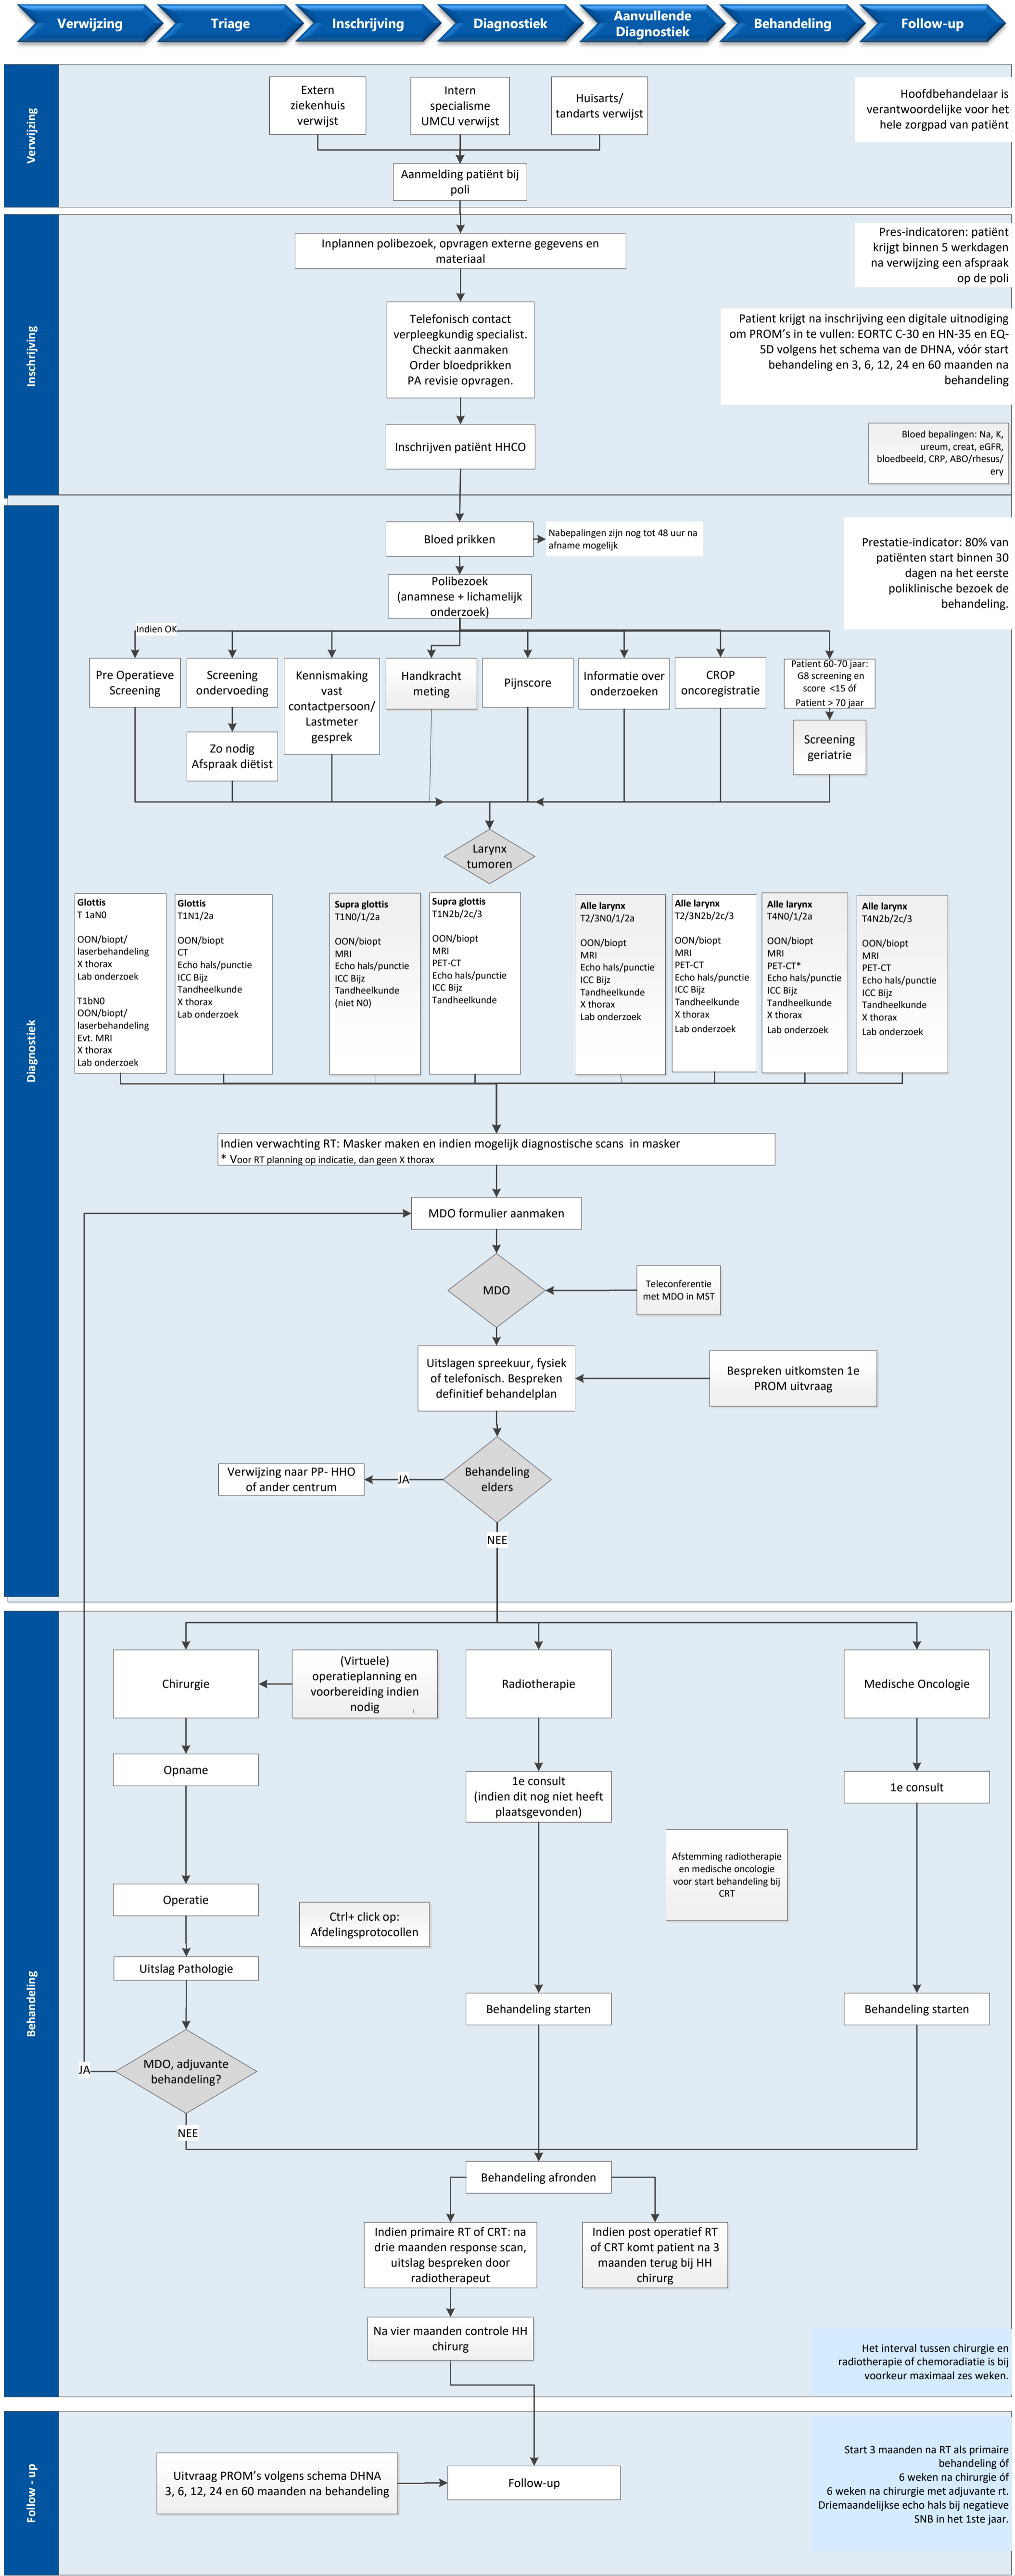 Verwijzing
Triage
Inschrijving
Diagnostiek
Aanvullende
Diagnostiek
Behandeling
Follow-up
Verwijzing
Extern
ziekenhuis
verwijst
Intern
specialisme
UMCU verwijst
Huisarts/
tandarts verwijst
Hoofdbehandelaar is
verantwoordelijke voor het
hele zorgpad van patiënt
Aanmelding patiënt bij
poli
Inschrijving
Inplannen polibezoek, opvragen externe gegevens en
materiaal
Pres-indicatoren: patiënt
krijgt binnen 5 werkdagen
na verwijzing een afspraak
op de poli
Telefonisch contact
verpleegkundig specialist.
Checkit aanmaken
Order bloedprikken
PA revisie opvragen.
Patient krijgt na inschrijving een digitale uitnodiging
om PROM's in te vullen: EORTC C-30 en HN-35 en EQ-
5D volgens het schema van de DHNA, vóór start
behandeling en 3, 6, 12, 24 en 60 maanden na
behandeling
Inschrijven patiënt HHCO
Bloed bepalingen: Na, K,
ureum, creat, eGFR,
bloedbeeld, CRP, ABO/rhesus/
ery
Diagnostiek
Bloed prikken
Nabepalingen zijn nog tot 48 uur na
afname mogelijk
Prestatie-indicator: 80% van
patiënten start binnen 30
dagen na het eerste
poliklinische bezoek de
behandeling.
Polibezoek
(anamnese + lichamelijk
onderzoek)
Indien OK
Pre Operatieve
Screening
Screening
ondervoeding
Kennismaking
vast
contactpersoon/
Lastmeter
gesprek
Handkracht
meting
Pijnscore
Informatie over
onderzoeken
CROP
oncoregistratie
Patient 60-70 jaar:
G8 screening en
score <15 óf
Patient > 70 jaar
Zo nodig
Afspraak diëtist
Screening
geriatrie
Larynx
tumoren
Glottis
T 1aN0
OON/biopt/
laserbehandeling
X thorax
Lab onderzoek
T1bN0
OON/biopt/
laserbehandeling
Evt. MRI
X thorax
Lab onderzoek
Glottis
T1N1/2a
OON/biopt
CT
Echo hals/punctie
ICC Bijz
Tandheelkunde
X thorax
Lab onderzoek
Supra glottis
T1N0/1/2a
OON/biopt
MRI
Echo hals/punctie
ICC Bijz
Tandheelkunde
(niet N0)
Supra glottis
T1N2b/2c/3
OON/biopt
MRI
PET-CT
Echo hals/punctie
ICC Bijz
Tandheelkunde
Alle larynx
T2/3N0/1/2a
OON/biopt
MRI
Echo hals/punctie
ICC Bijz
Tandheelkunde
X thorax
Lab onderzoek
Alle larynx
T2/3N2b/2c/3
OON/biopt
MRI
PET-CT
Echo hals/punctie
ICC Bijz
Tandheelkunde
X thorax
Lab onderzoek
Alle larynx
T4N0/1/2a
OON/biopt
MRI
PET-CT*
Echo hals/punctie
ICC Bijz
Tandheelkunde
X thorax
Lab onderzoek
Alle larynx
T4N2b/2c/3
OON/biopt
MRI
PET-CT
Echo hals/punctie
ICC Bijz
Tandheelkunde
X thorax
Lab onderzoek
Indien verwachting RT: Masker maken en indien mogelijk diagnostische scans in masker
* Voor RT planning op indicatie, dan geen X thorax
MDO formulier aanmaken
MDO
Teleconferentie
met MDO in MST
Uitslagen spreekuur, fysiek
of telefonisch. Bespreken
definitief behandelplan
Bespreken uitkomsten 1e
PROM uitvraag
Behandeling
elders
JA
Verwijzing naar PP- HHO
of ander centrum
NEE
Behandeling
Chirurgie
(Virtuele)
operatieplanning en
voorbereiding indien
nodig
Radiotherapie
Medische Oncologie
Opname
1e consult
(indien dit nog niet heeft
plaatsgevonden)
1e consult
Afstemming radiotherapie
en medische oncologie
voor start behandeling bij
CRT
Operatie
Ctrl+ click op:
Afdelingsprotocollen
Uitslag Pathologie
Behandeling starten
Behandeling starten
MDO, adjuvante
behandeling?
JA
NEE
Behandeling afronden
Indien primaire RT of CRT: na
drie maanden response scan,
uitslag bespreken door
radiotherapeut
Indien post operatief RT
of CRT komt patient na 3
maanden terug bij HH
chirurg
Na vier maanden controle HH
chirurg
Het interval tussen chirurgie en
radiotherapie of chemoradiatie is bij
voorkeur maximaal zes weken.
Follow - up
Uitvraag PROM's volgens schema DHNA
3, 6, 12, 24 en 60 maanden na behandeling
Follow-up
Start 3 maanden na RT als primaire
behandeling óf
6 weken na chirurgie óf
6 weken na chirurgie met adjuvante rt.
Driemaandelijkse echo hals bij negatieve
SNB in het 1ste jaar.